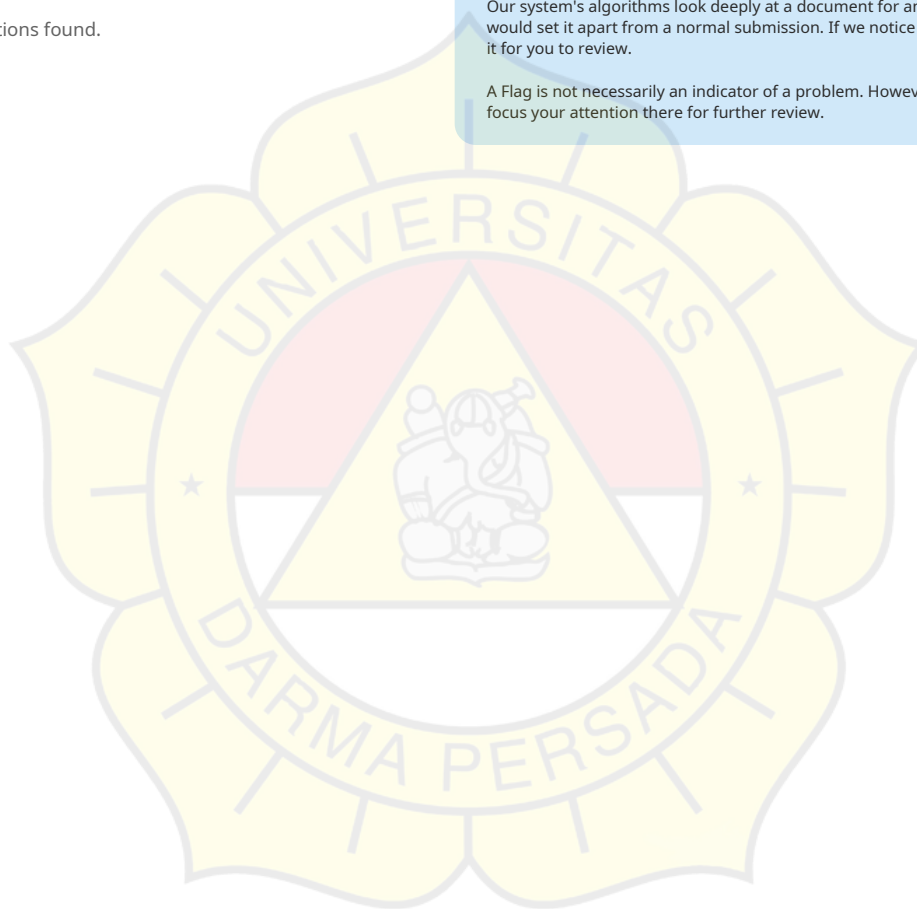 tions found.
Our system's algorithms look deeply at a document for an
would set it apart from a normal submission. If we notice
it for you to review.
A Flag is not necessarily an indicator of a problem. Howev
focus your attention there for further review.
UNIVERSITAS
DARMA PERSADA